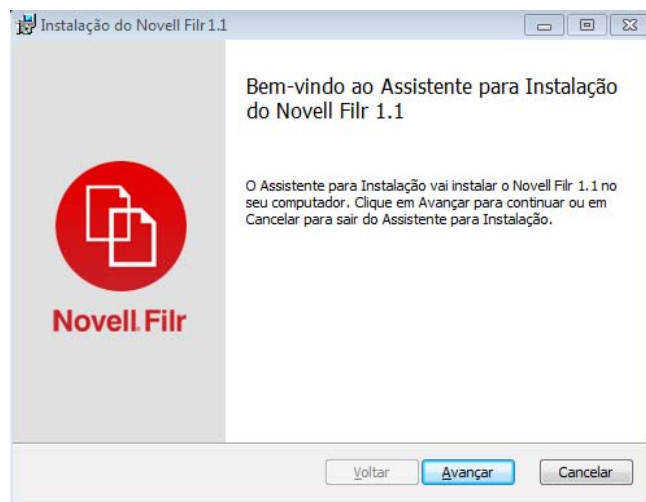 Instalação do Novell Filr 1.1
Bem-vindo ao Assistente para Instalação
do Novell Filr 1.1
O Assistente para Instalação vai instalar o Novell Filr 1.1 no
seu computador. Clique em Avançar para continuar ou em
Cancelar para sair do Assistente para Instalação.
Novell Filr
Voltar
Avançar
Cancelar